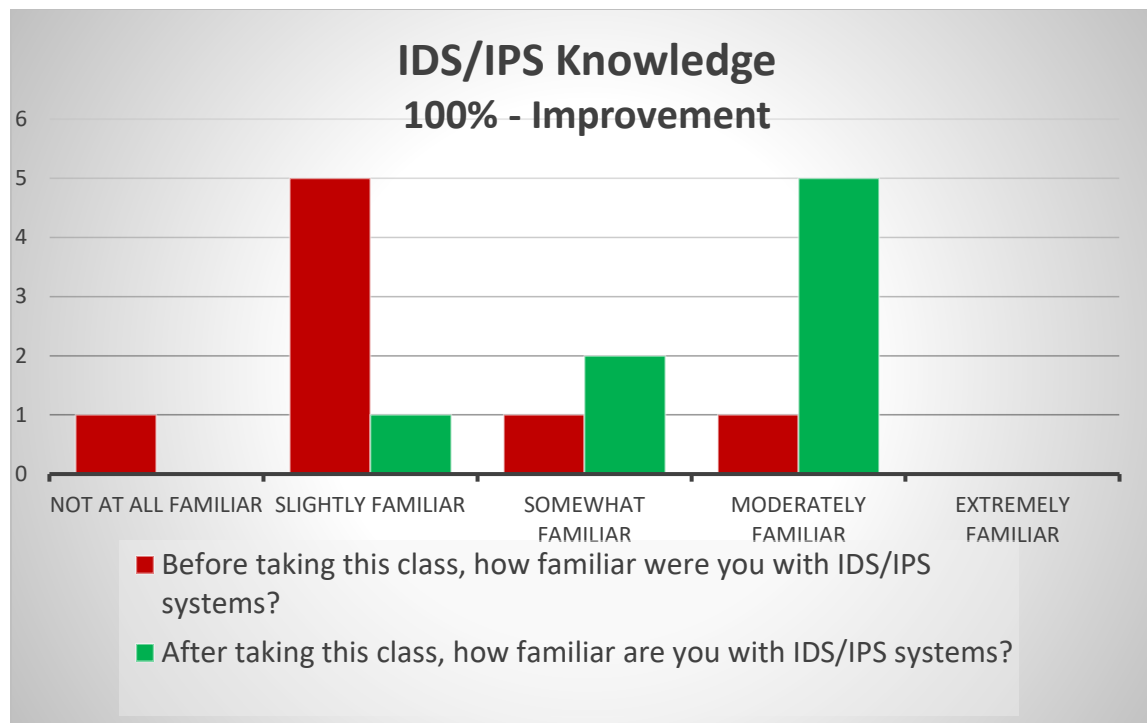 IDS/IPS Knowledge
100% - Improvement
6
5
4
3
2
1
0
NOT AT ALL FAMILIAR
SLIGHTLY FAMILIAR
SOMEWHAT
FAMILIAR
MODERATELY
FAMILIAR
EXTREMELY
FAMILIAR
Before taking this class, how familiar were you with IDS/IPS
systems?
After taking this class, how familiar are you with IDS/IPS systems?